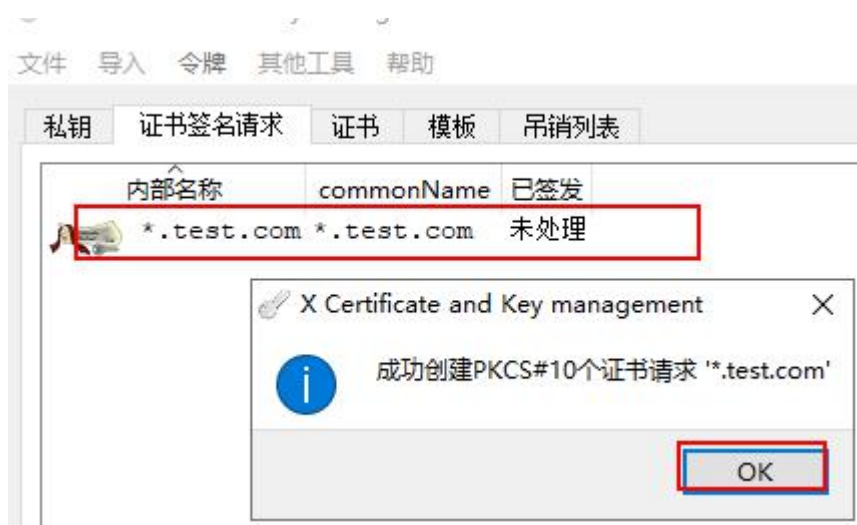 文件 导入 令牌 其他工具 帮助
私钥 证书签名请求 证书 模板 吊销列表
内部名称 commonName 已签发
*.test.com *.test.com 未处理
X Certificate and Key management
成功创建PKCS#10个证书请求 '*.test.com'
OK